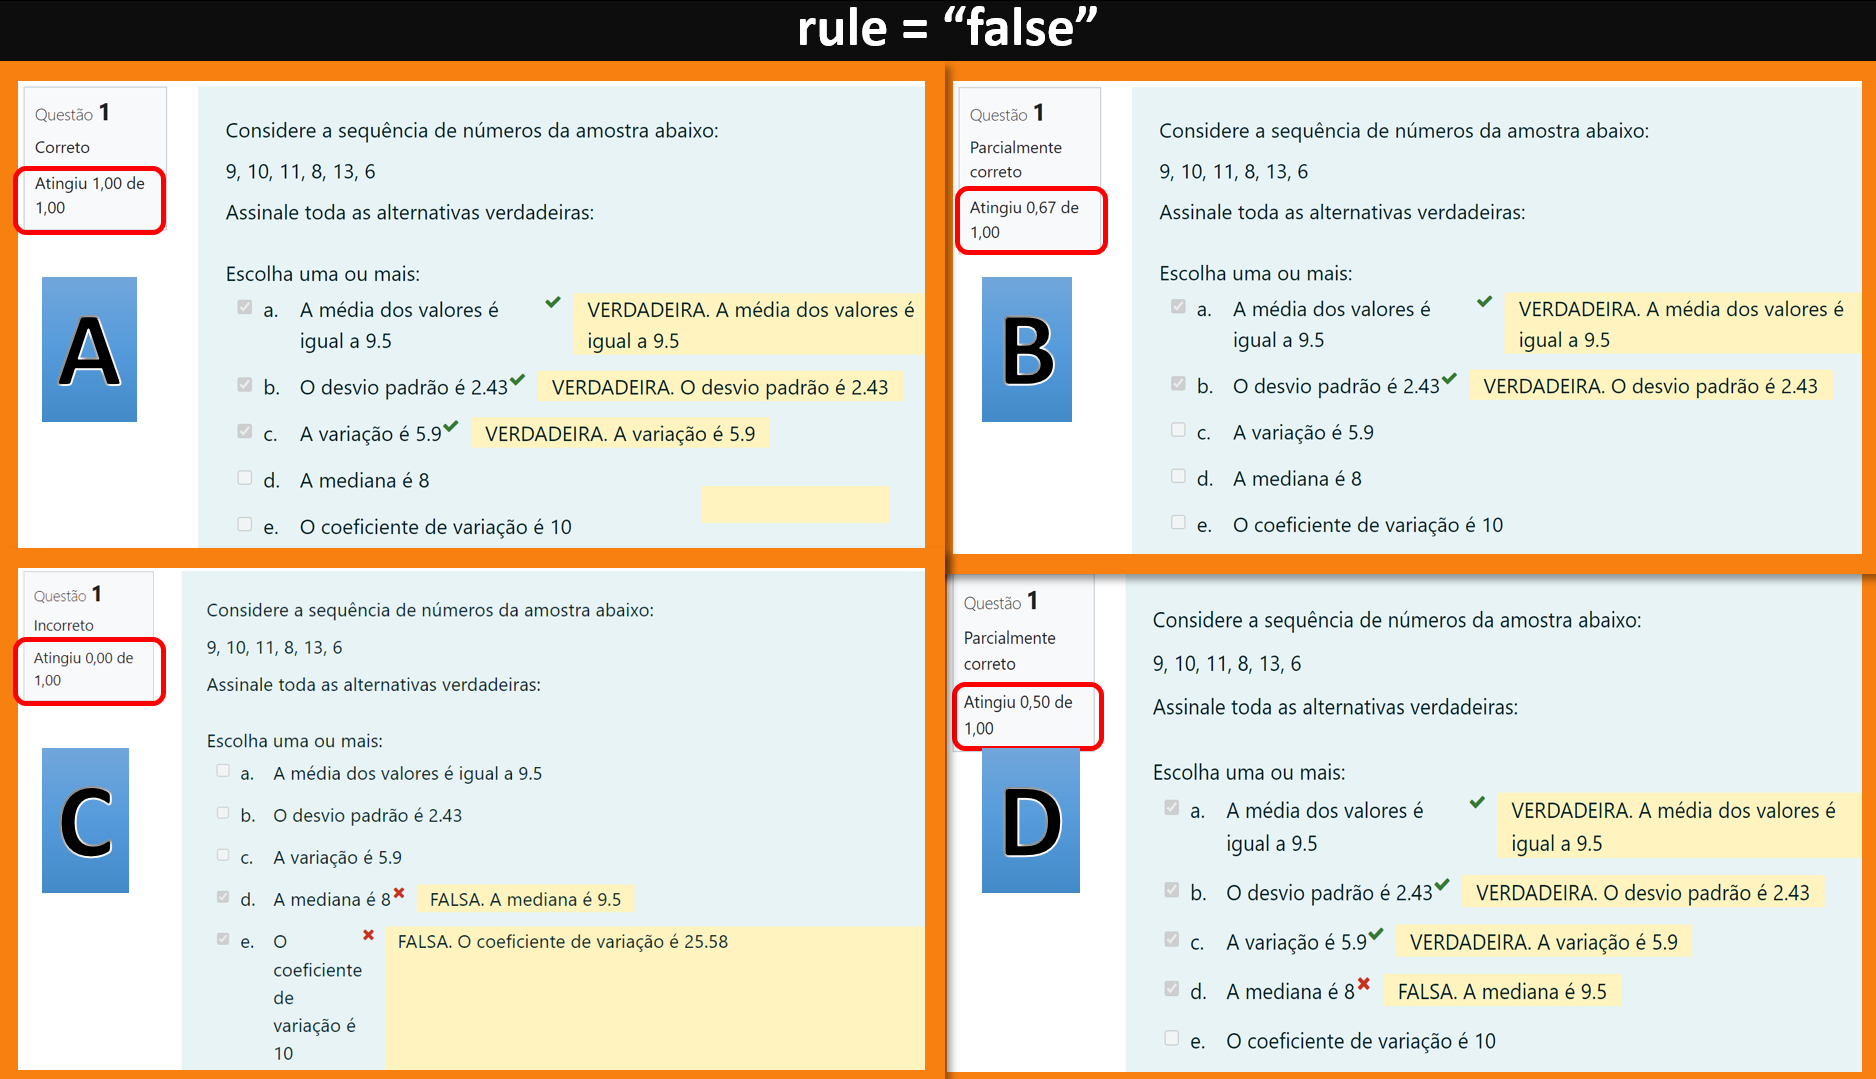 rule = “false”
Questão 1
Correto
Atingiu 1,00 de
1,00
A
Considere a sequência de números da amostra abaixo:
9, 10, 11, 8, 13, 6
Assinale toda as alternativas verdadeiras:
Escolha uma ou mais:
a. A média dos valores é VERDADEIRA. A média dos valores é
igual a 9.5 igual a 9.5
b. O desvio padrão é 2.43 VERDADEIRA. O desvio padrão é 2.43
c. A variação é 5.9 VERDADEIRA. A variação é 5.9
d. A mediana é 8
e. O coeficiente de variação é 10
Questão 1
Parcialmente
correto
Atingiu 0,67 de
1,00
B
Considere a sequência de números da amostra abaixo:
9, 10, 11, 8, 13, 6
Assinale toda as alternativas verdadeiras:
Escolha uma ou mais:
a. A média dos valores é VERDADEIRA. A média dos valores é
igual a 9.5 igual a 9.5
b. O desvio padrão é 2.43 VERDADEIRA. O desvio padrão é 2.43
c. A variação é 5.9
d. A mediana é 8
e. O coeficiente de variação é 10
Questão 1
Incorreto
Atingiu 0,00 de
1,00
C
Considere a sequência de números da amostra abaixo:
9, 10, 11, 8, 13, 6
Assinale toda as alternativas verdadeiras:
Escolha uma ou mais:
a. A média dos valores é igual a 9.5
b. O desvio padrão é 2.43
c. A variação é 5.9
d. A mediana é 8 FALSA. A mediana é 9.5
e. O FALSA. O coeficiente de variação é 25.58
coeficiente
de
variação é
10
Questão 1
Parcialmente
correto
Atingiu 0,50 de
1,00
D
Considere a sequência de números da amostra abaixo:
9, 10, 11, 8, 13, 6
Assinale toda as alternativas verdadeiras:
Escolha uma ou mais:
a. A média dos valores é VERDADEIRA. A média dos valores é
igual a 9.5 igual a 9.5
b. O desvio padrão é 2.43 VERDADEIRA. O desvio padrão é 2.43
c. A variação é 5.9 VERDADEIRA. A variação é 5.9
d. A mediana é 8 FALSA. A mediana é 9.5
e. O coeficiente de variação é 10